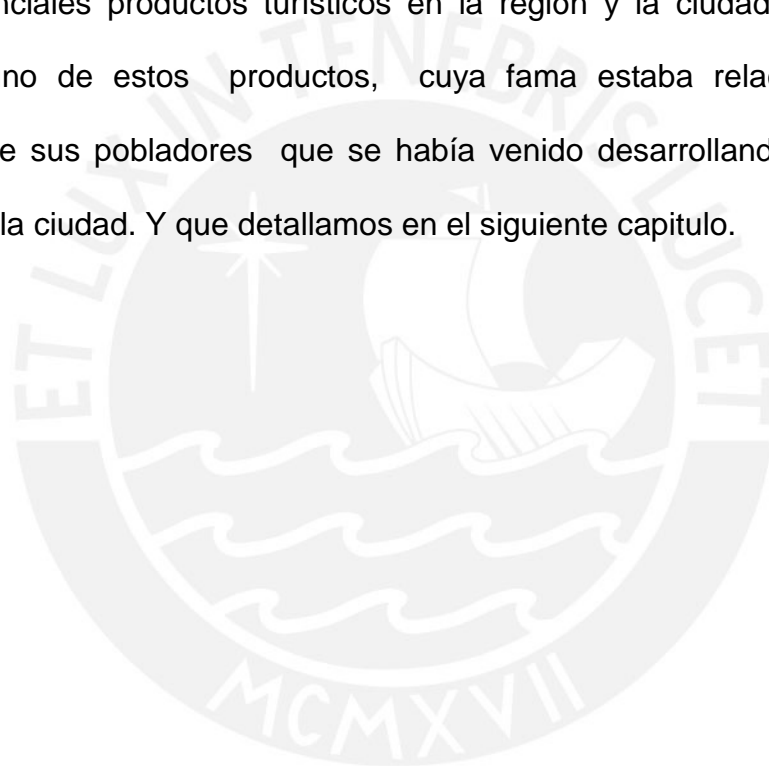 nciales productos turísticos en la región y la ciudad
no de estos productos, cuya fama estaba rela
e sus pobladores que se había venido desarrolland
la ciudad. Y que detallamos en el siguiente capitulo.
ET LUX IN TENEBRIS LUCET
MCMXVII